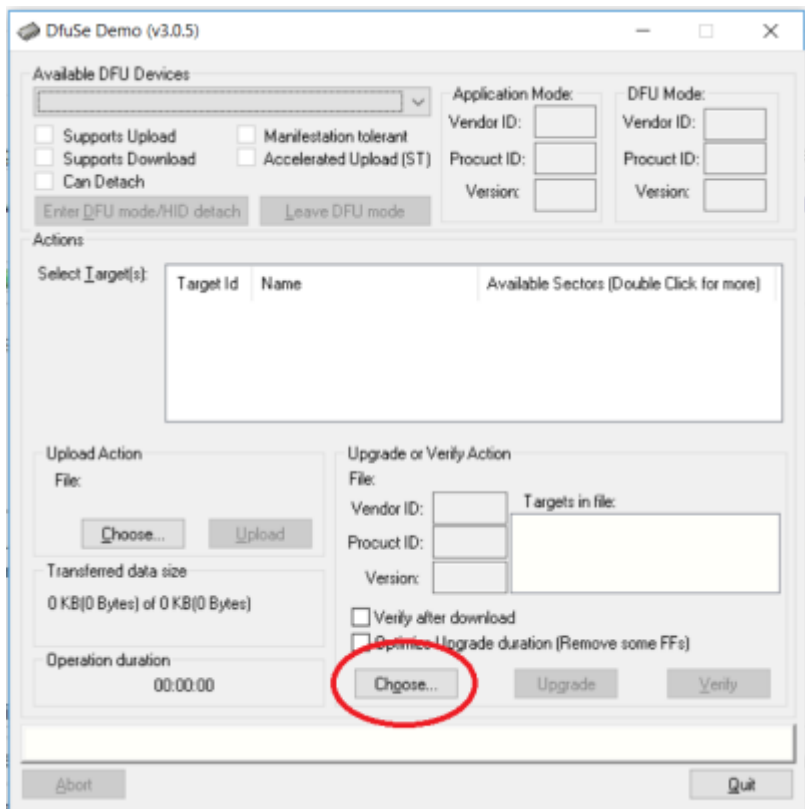 DfuSe Demo (v3.0.5)
Available DFU Devices
Supports Upload
Manifestation tolerant
Supports Download
Accelerated Upload (ST)
Can Detach
Enter DFU mode/HID detach
Leave DFU mode
Application Mode:
Vendor ID:
Procuct ID:
Version:
DFU Mode:
Vendor ID:
Procuct ID:
Version:
Actions
Select Target(s):
Target Id Name Available Sectors (Double Click for more)
Upload Action
File:
Choose... Upload
Transferred data size
0 KB(0 Bytes) of 0 KB(0 Bytes)
Operation duration
00:00:00
Upgrade or Verify Action
File:
Vendor ID:
Procuct ID:
Version:
Targets in file:
Verify after download
Optimize Upgrade duration (Remove some FFs)
Choose... Upgrade Verify
Abort Quit